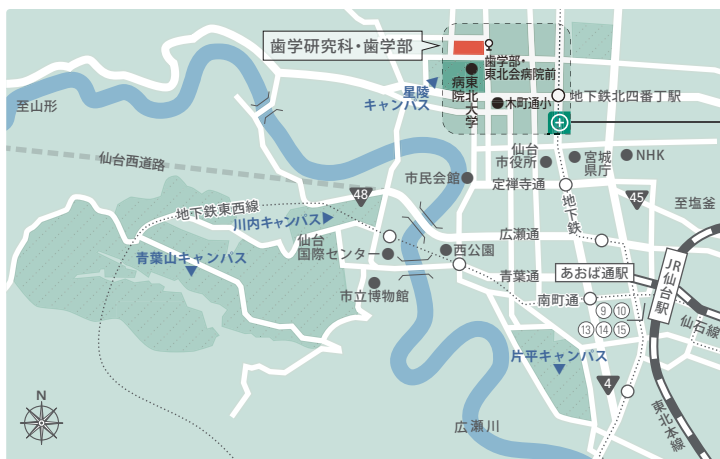 歯学研究科・歯学部
歯学部・
東北会病院前
東北大学
病院
星陵
キャンパス
木町通小
地下鉄北四番丁駅
至山形
仙台西道路
仙台
市役所
宮城
県庁
NHK
市民会館
定禅寺通
48
45
至塩釜
地下鉄東西線
川内キャンパス
地下鉄
広瀬通
仙台
国際センター
西公園
青葉山キャンパス
青葉通
あおば通駅
JR仙台駅
市立博物館
南町通
9 10
13 14 15
仙石線
片平キャンパス
4
N
広瀬川
東北本線